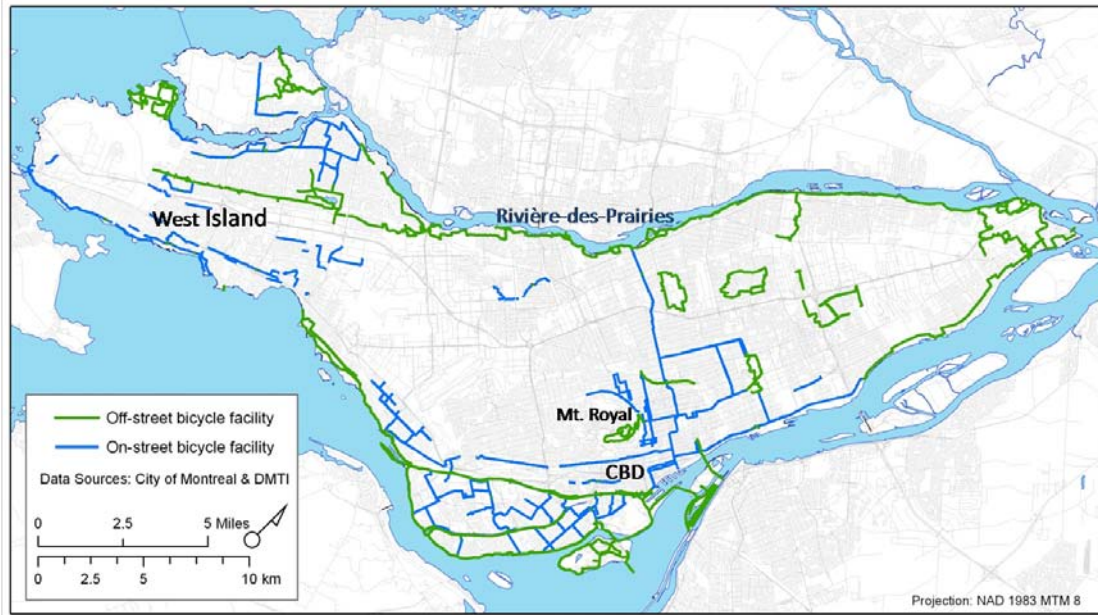 Rivière-des-Prairies
West Island
Mt. Royal
CBD
Off-street bicycle facility
On-street bicycle facility
Data Sources: City of Montreal & DMTI
0 2.5 5 Miles
0 2.5 5 10 km
Projection: NAD 1983 MTM 8